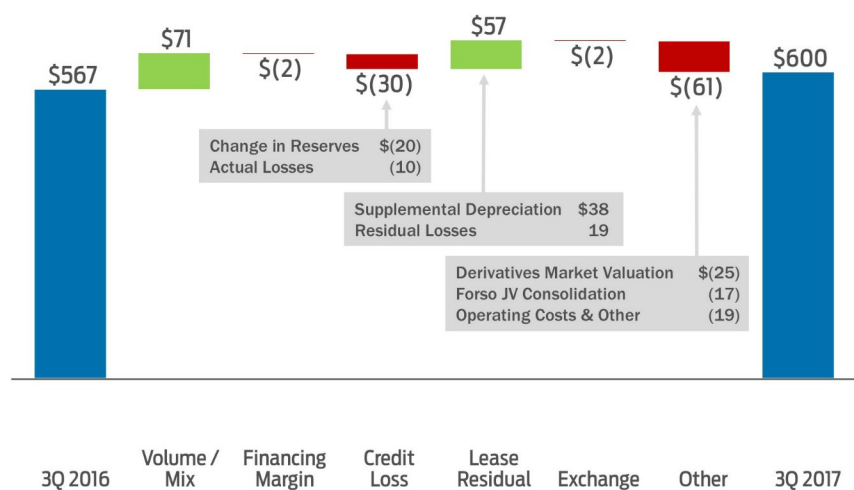 $567
$71
$(2)
$(30)
$57
$(2)
$(61)
$600
Change in Reserves $(20)
Actual Losses (10)
Supplemental Depreciation $38
Residual Losses 19
Derivatives Market Valuation $(25)
Forso JV Consolidation (17)
Operating Costs & Other (19)
3Q 2016
Volume /
Mix
Financing
Margin
Credit
Loss
Lease
Residual
Exchange
Other
3Q 2017